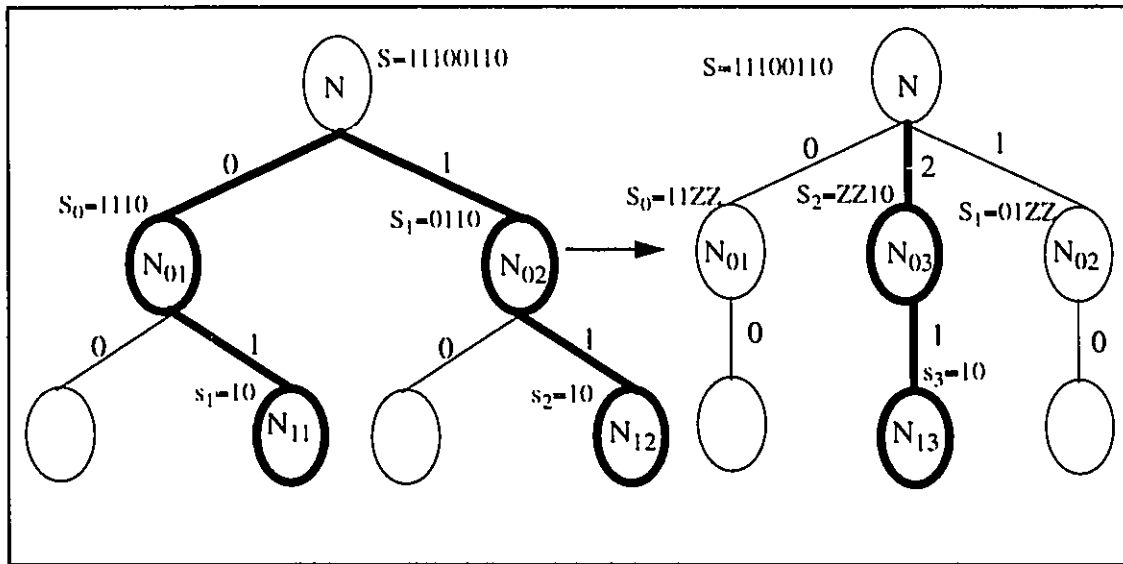 S=11100110
N
0
1
S₀=1110
S₁=0110
N₀₁
N₀₂
0
1
0
1
s₁=10
s₂=10
N₁₁
N₁₂
S=11100110
N
0
2
1
S₀=11ZZ
S₂=ZZ10
S₁=01ZZ
N₀₁
N₀₃
N₀₂
0
1
0
s₃=10
N₁₃